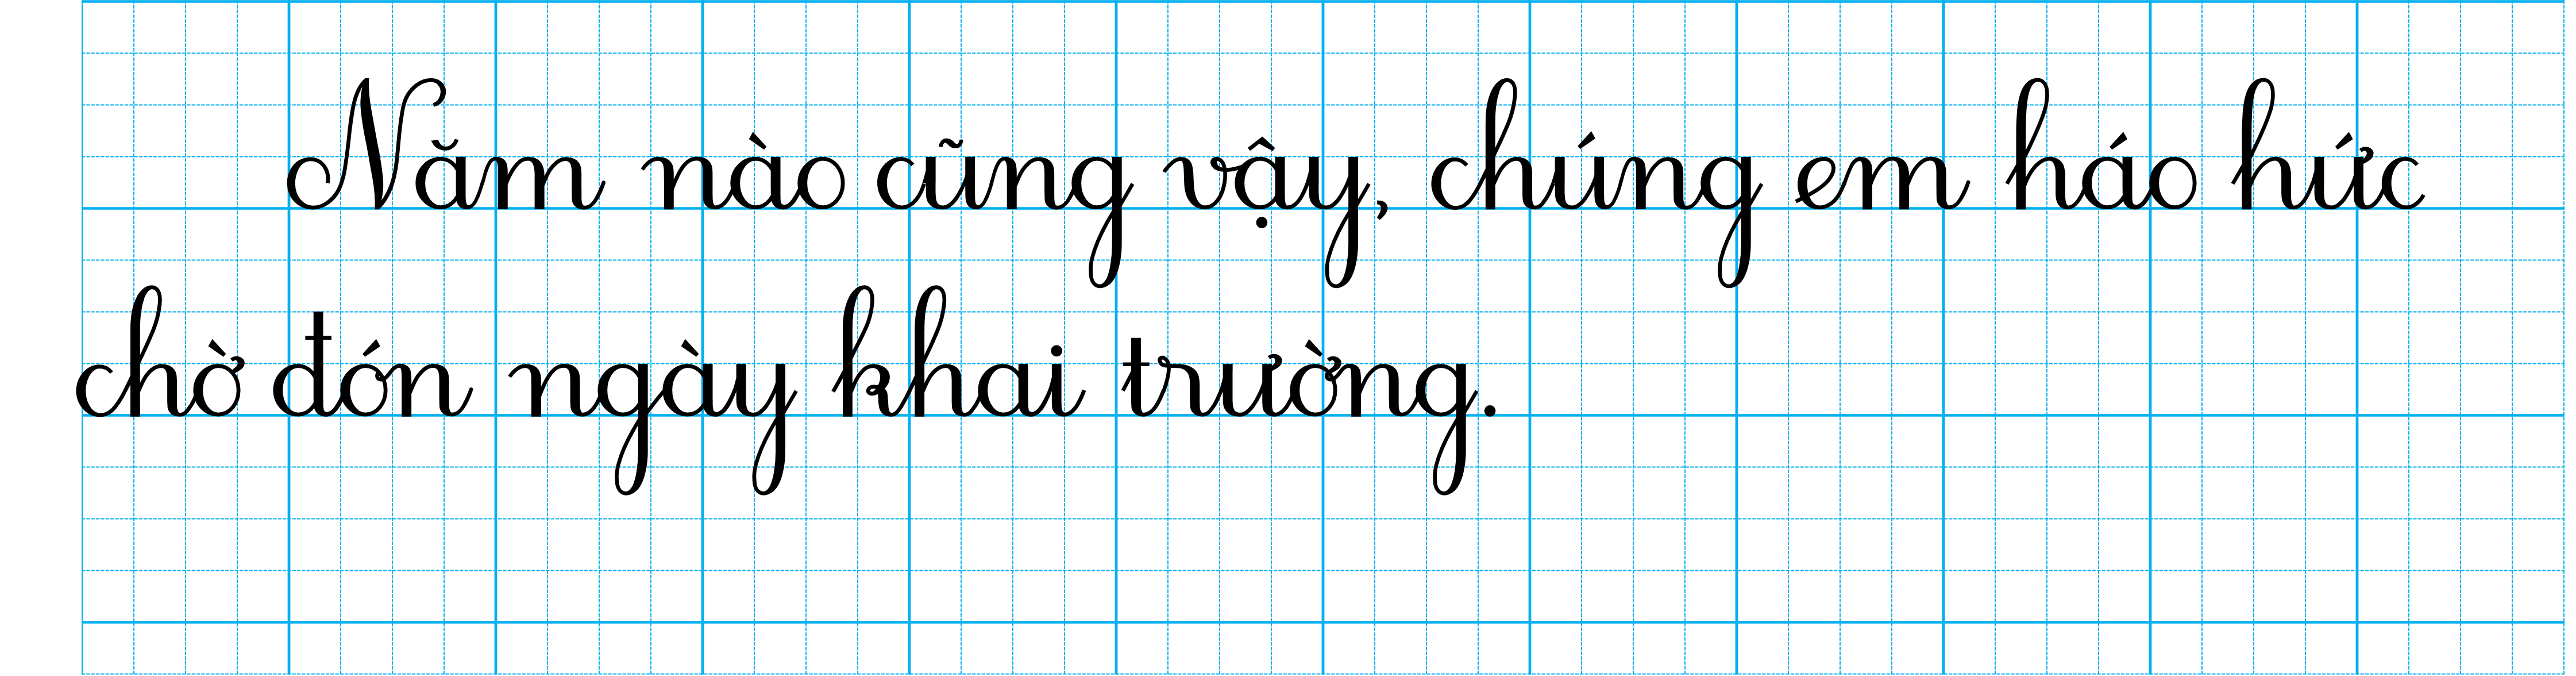 Năm nào cũng vậy, chúng em háo hức
chờ đón ngày khai trường.